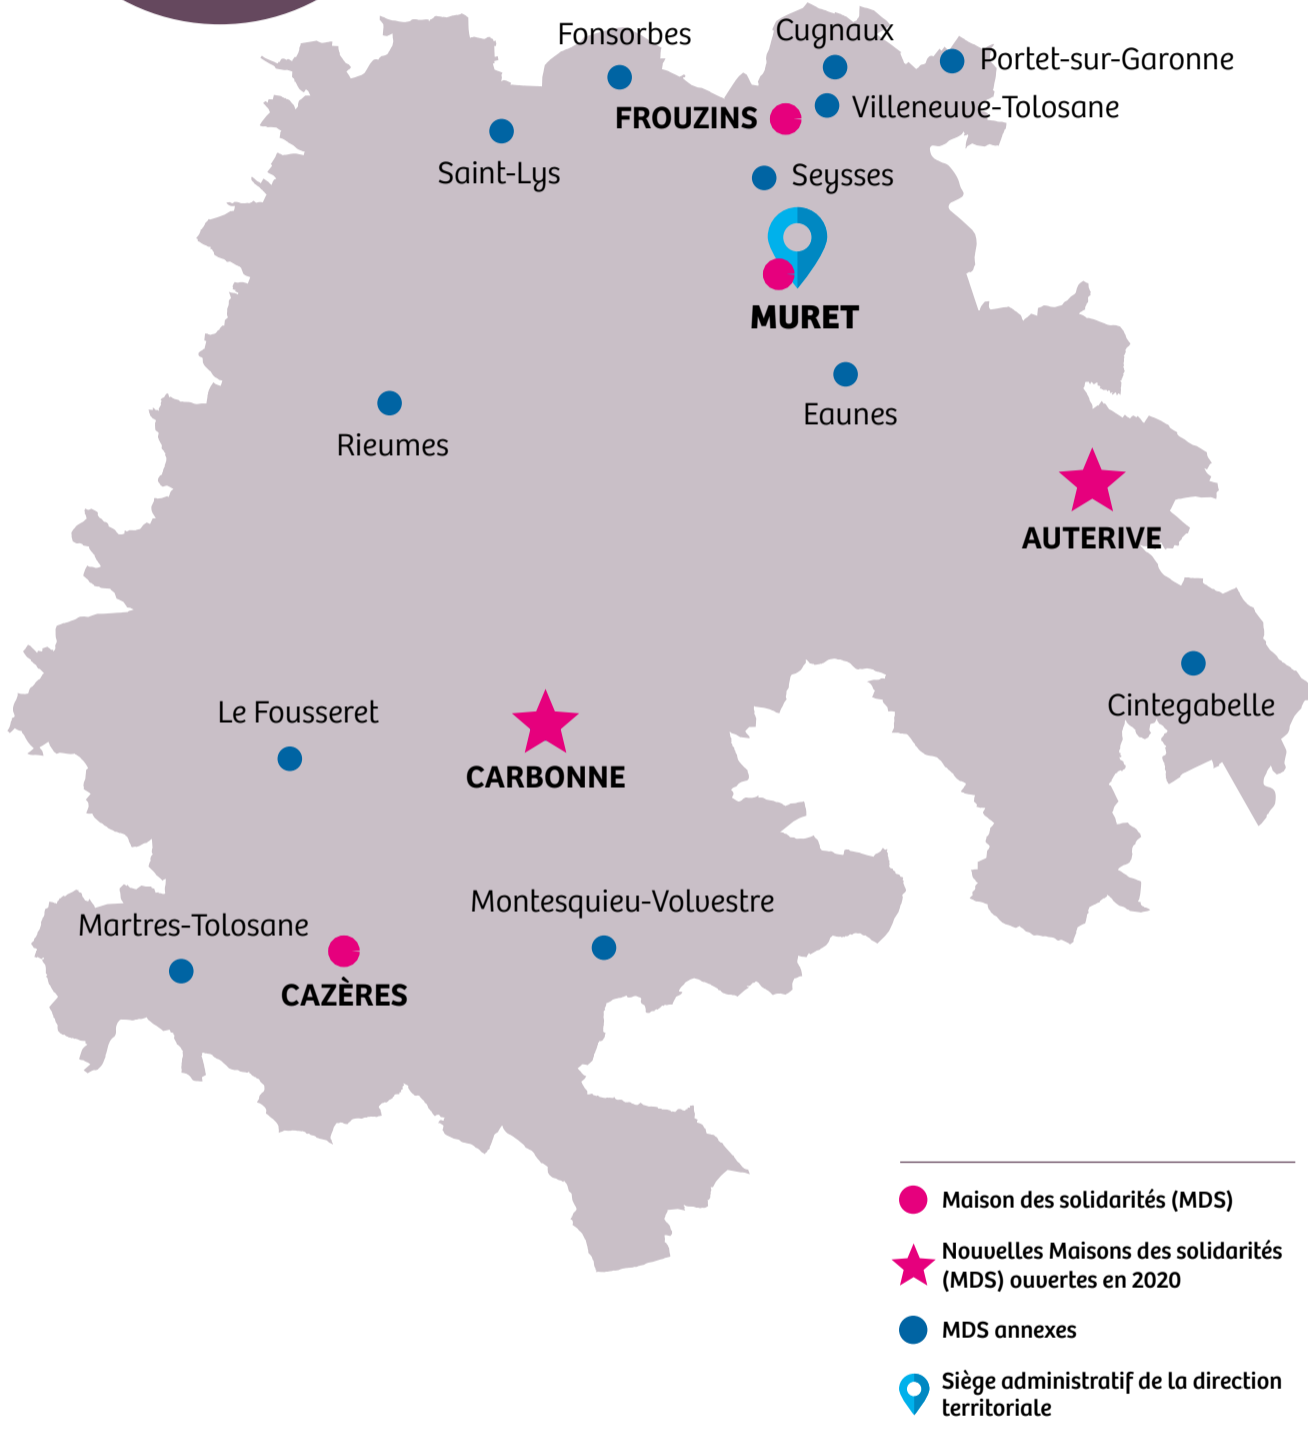 Fonsorbes
Cugnaux
Portet-sur-Garonne
FROUZINS
Villeneuve-Tolosane
Saint-Lys
Seysses
MURET
Eaunes
Rieumes
AUTERIVE
Cintegabelle
Le Fousseret
CARBONNE
Montesquieu-Volvestre
Martres-Tolosane
CAZÈRES
Maison des solidarités (MDS)
Nouvelles Maisons des solidarités
(MDS) ouvertes en 2020
MDS annexes
Siège administratif de la direction
territoriale